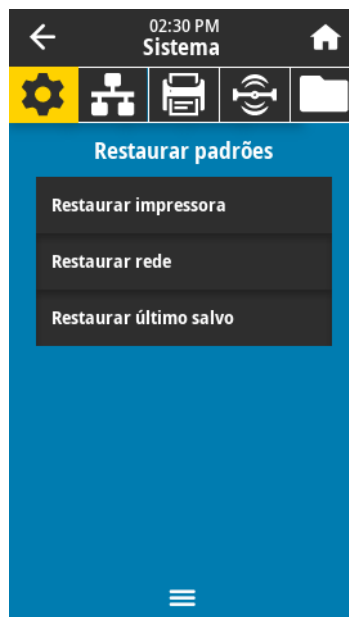 02:30 PM
Sistema
Restaurar padrões
Restaurar impressora
Restaurar rede
Restaurar último salvo